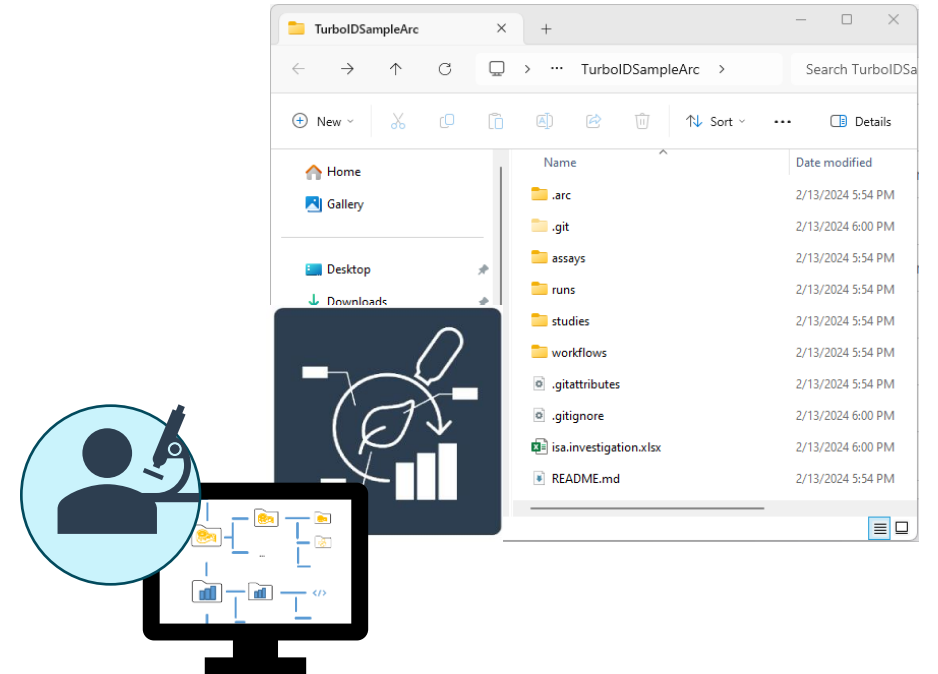 TurboIDSampleArc
TurboIDSampleArc
Search TurboIDSa
New
Sort
Details
Home
Gallery
Desktop
Downloads
Name Date modified
.arc 2/13/2024 5:54 PM
.git 2/13/2024 6:00 PM
assays 2/13/2024 5:54 PM
runs 2/13/2024 5:54 PM
studies 2/13/2024 5:54 PM
workflows 2/13/2024 5:54 PM
.gitattributes 2/13/2024 5:54 PM
.gitignore 2/13/2024 6:00 PM
isa.investigation.xlsx 2/13/2024 6:00 PM
README.md 2/13/2024 5:54 PM
...
</>